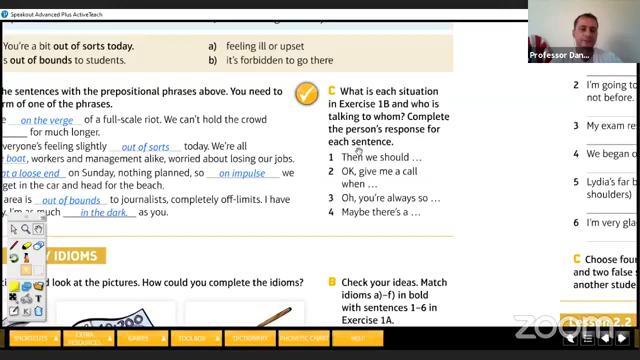 Speakout Advanced Plus ActiveTeach
You're a bit out of sorts today.
a) feeling ill or upset
s out of bounds to students.
b) it's forbidden to go there
he sentences with the prepositional phrases above. You need to
rm of one of the phrases.
e on the verge of a full-scale riot. We can't hold the crowd
for much longer.
veryone's feeling slightly out of sorts today. We're all
e boat, workers and management alike, worried about losing our jobs.
at a loose end on Sunday, nothing planned, so on impulse we
get in the car and head for the beach.
area is out of bounds to journalists, completely off-limits. I have
y. I'm as much in the dark. as you.
C What is each situation
in Exercise 1B and who is
talking to whom? Complete
the person's response for
each sentence.
1 Then we should …
2 OK, give me a call
when …
3 Oh, you're always so …
4 Maybe there's a …
Y IDIOMS
nd look at the pictures. How could you complete the idioms?
B Check your ideas. Match
idioms a)–f) in bold
with sentences 1–6 in
Exercise 1A.
Professor Dan...
2 I'm going to
not before.
3 My exam res
4 We began o
5 Lydia's far b
shoulders)
6 I'm very gla
C Choose four
and two false s
another stude
Lesson 2.2
SHORTCUTS
EXTRA RESOURCES
GAMES
TOOLBOX
DICTIONARY
PHONETIC CHART
HELP
zoom